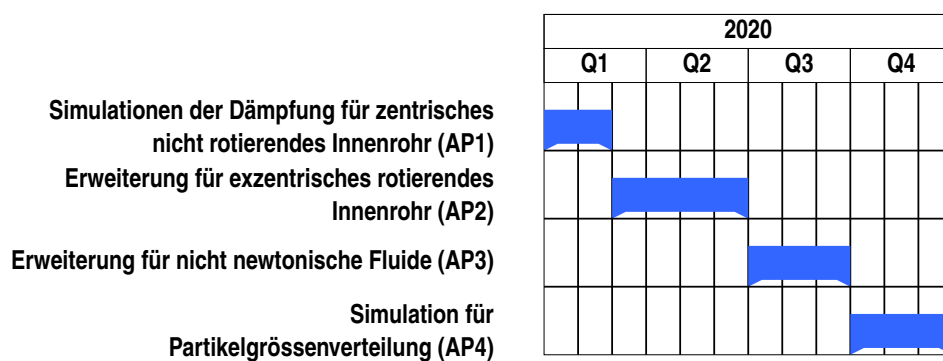 2020
Q1 Q2 Q3 Q4
Simulationen der Dämpfung für zentrisches
nicht rotierendes Innenrohr (AP1)
Erweiterung für exzentrisches rotierendes
Innenrohr (AP2)
Erweiterung für nicht newtonische Fluide (AP3)
Simulation für
Partikelgrössenverteilung (AP4)